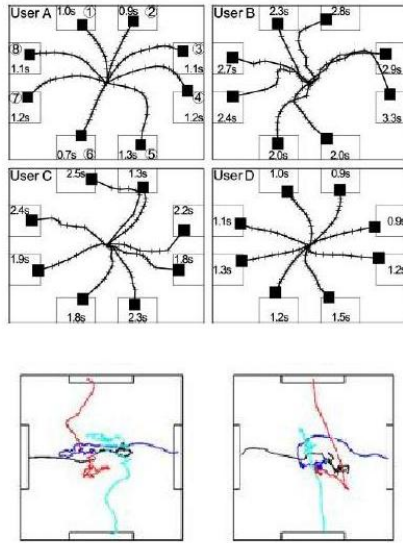 User A
1.0s ①
0.9s ②
⑧
③
1.1s
1.1s
⑦
④
1.2s
1.2s
0.7s ⑥
1.3s ⑤
User B
2.3s
2.8s
2.7s
2.9s
2.4s
3.3s
2.0s
2.0s
User C
2.5s
1.3s
2.4s
2.2s
1.9s
1.8s
1.8s
2.3s
User D
1.0s
0.9s
1.1s
0.9s
1.3s
1.2s
1.2s
1.5s